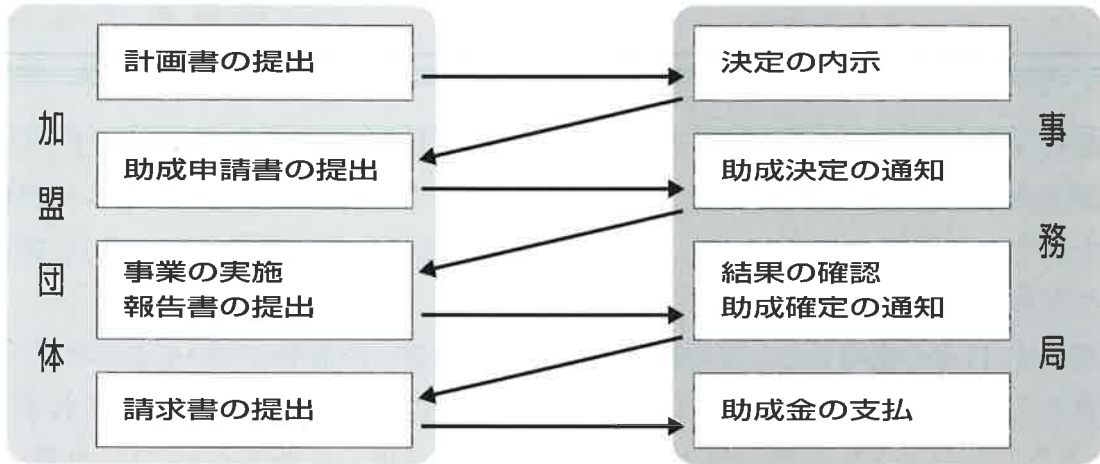 加盟団体
計画書の提出
決定の内示
助成申請書の提出
助成決定の通知
事業の実施
報告書の提出
結果の確認
助成確定の通知
請求書の提出
助成金の支払
事務局